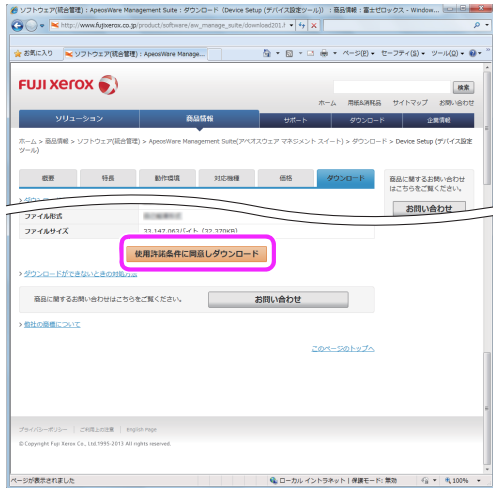 ソフトウェア(統合管理) : ApeosWare Management Suite : ダウンロード (Device Setup (デバイス設定ツール)) : 商品情報 : 富士ゼロックス - Window...
http://www.fujixerox.co.jp/product/software/aw_manage_suite/download201.h
お気に入り ソフトウェア(統合管理) : ApeosWare Manage... ページ(P) セーフティ(S) ツール(O)
FUJI XEROX
検索
ホーム 用紙&消耗品 サイトマップ お問い合わせ
ソリューション 商品情報 サポート ダウンロード 企業情報
ホーム > 商品情報 > ソフトウェア(統合管理) > ApeosWare Management Suite(アペオスウェア マネジメント スイート) > ダウンロード > Device Setup (デバイス設定
ツール)
概要 特長 動作環境 対応機種 価格 ダウンロード
商品に関するお問い合わせ
はこちらをご覧ください。
お問い合わせ
ファイル形式
ファイルサイズ 33,147,063バイト (32,370KB)
使用許諾条件に同意しダウンロード
> ダウンロードができないときの対処方法
商品に関するお問い合わせはこちらをご覧ください。 お問い合わせ
> 他社の商標について
このページのトップへ
プライバシーポリシー | ご利用上の注意 | English Page
© Copyright Fuji Xerox Co., Ltd.1995-2013 All rights reserved.
ページが表示されました ローカル イントラネット | 保護モード: 無効 100%